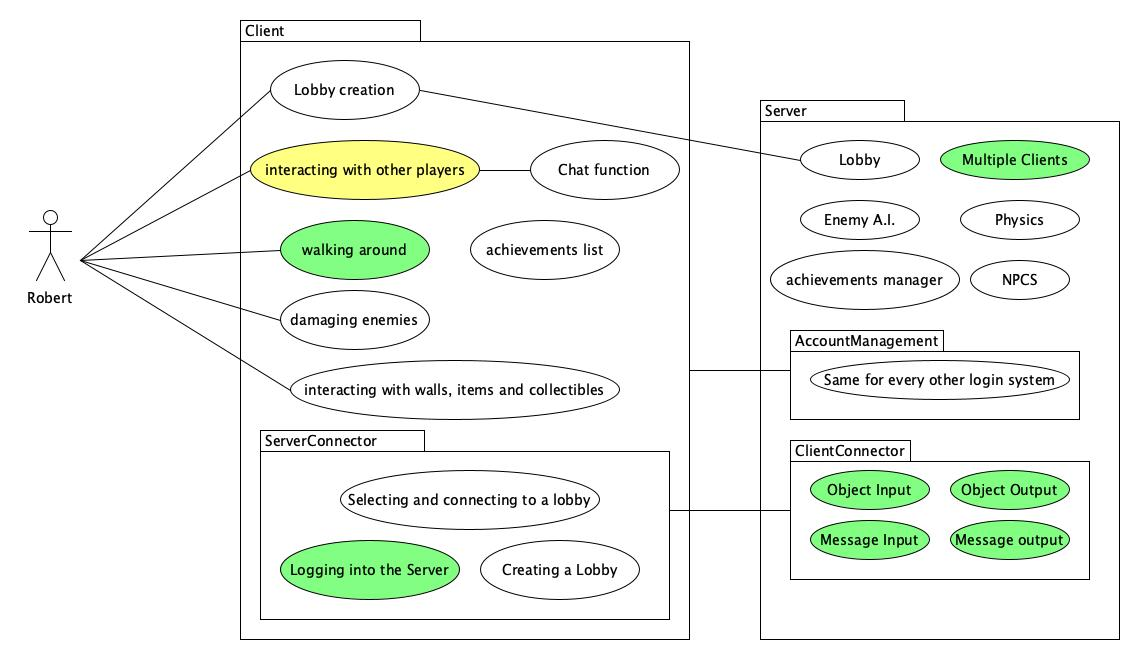 Client
Lobby creation
interacting with other players
Chat function
walking around
achievements list
damaging enemies
interacting with walls, items and collectibles
ServerConnector
Selecting and connecting to a lobby
Logging into the Server
Creating a Lobby
Robert
Server
Lobby
Multiple Clients
Enemy A.I.
Physics
achievements manager
NPCS
AccountManagement
Same for every other login system
ClientConnector
Object Input
Object Output
Message Input
Message output